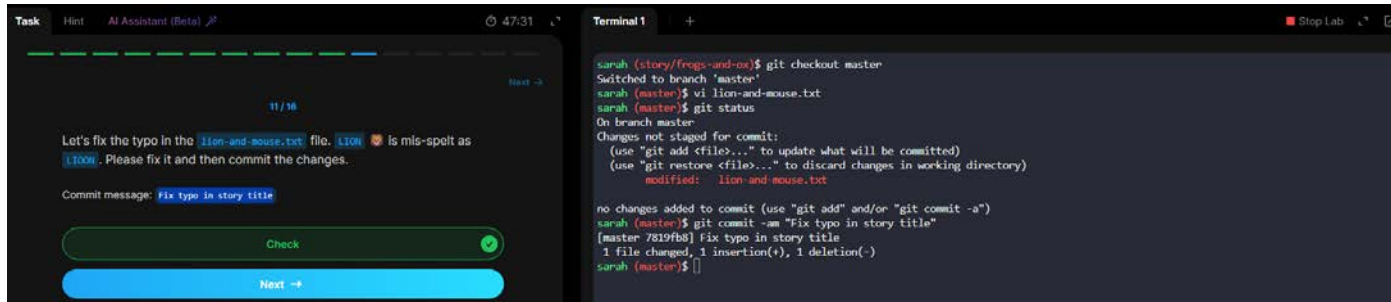 Task Hint AI Assistant (Beta) 47:31
Next →
11 / 16
Let's fix the typo in the lion-and-mouse.txt file. LION 🦁 is mis-spelt as
LIOON . Please fix it and then commit the changes.
Commit message: Fix typo in story title
Check
Next →
Terminal 1 + Stop Lab
sarah (story/frogs-and-ox)$ git checkout master
Switched to branch 'master'
sarah (master)$ vi lion-and-mouse.txt
sarah (master)$ git status
On branch master
Changes not staged for commit:
(use "git add <file>..." to update what will be committed)
(use "git restore <file>..." to discard changes in working directory)
modified: lion-and-mouse.txt
no changes added to commit (use "git add" and/or "git commit -a")
sarah (master)$ git commit -am "Fix typo in story title"
[master 7819fb8] Fix typo in story title
1 file changed, 1 insertion(+), 1 deletion(-)
sarah (master)$